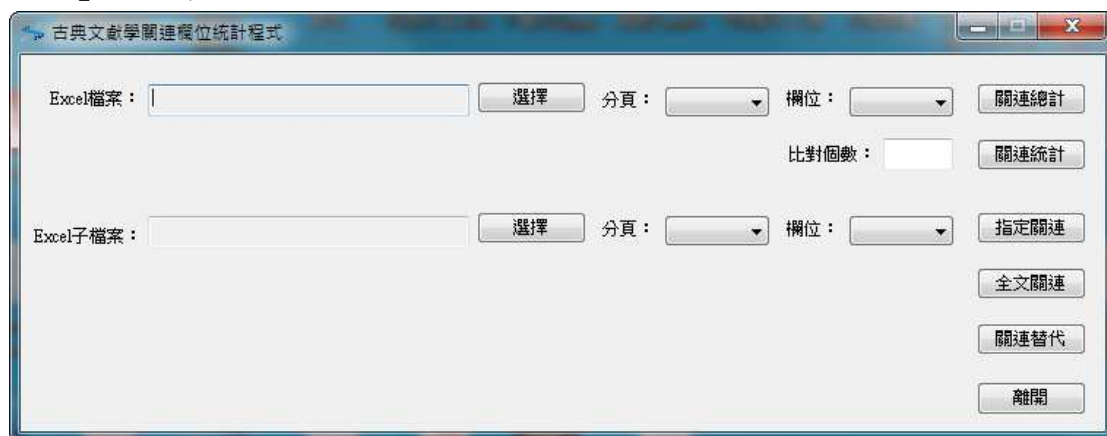 古典文獻學關連欄位統計程式
Excel檔案： 選擇 分頁： 欄位： 關連總計
比對個數： 關連統計
Excel子檔案： 選擇 分頁： 欄位： 指定關連
全文關連
關連替代
離開